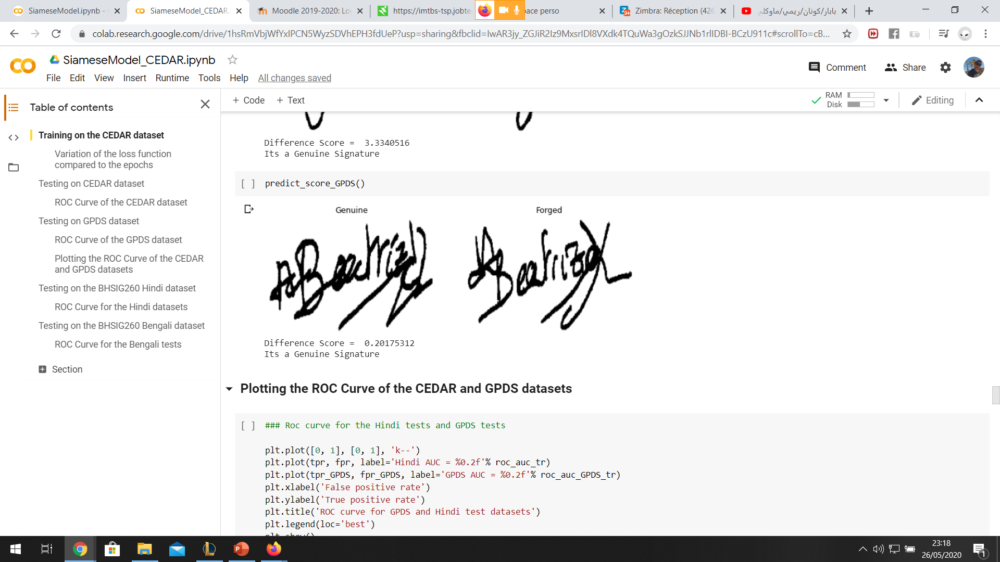 SiameseModel.ipynb -
SiameseModel_CEDAR.
Moodle 2019-2020: Lo
https://imtbs-tsp.jobte
ace perso
Zimbra: Réception (426
بابار/كونان/ريمي/ماوكلي
colab.research.google.com/drive/1hsRmVbjWfYxIPCN5WyzSDVhEPH3fdUeP?usp=sharing&fbclid=IwAR3jy_ZGJiR2Iz9MxsrIDl8VXdk4TQuWa3gOzkSJJNb1rlIDBI-BCzU911c#scrollTo=cB...
SiameseModel_CEDAR.ipynb
Comment
Share
File Edit View Insert Runtime Tools Help All changes saved
Table of contents
+ Code + Text
RAM
Disk
Editing
Training on the CEDAR dataset
Variation of the loss function
compared to the epochs
Testing on CEDAR dataset
ROC Curve of the CEDAR dataset
Testing on GPDS dataset
ROC Curve of the GPDS dataset
Plotting the ROC Curve of the CEDAR
and GPDS datasets
Testing on the BHSIG260 Hindi dataset
ROC Curve for the Hindi datasets
Testing on the BHSIG260 Bengali dataset
ROC Curve for the Bengali tests
Section
Difference Score =  3.3340516
Its a Genuine Signature
[ ] predict_score_GPDS()
Genuine
Forged
Difference Score =  0.20175312
Its a Genuine Signature
Plotting the ROC Curve of the CEDAR and GPDS datasets
[ ] ### Roc curve for the Hindi tests and GPDS tests
plt.plot([0, 1], [0, 1], 'k--')
plt.plot(tpr, fpr, label='Hindi AUC = %0.2f'% roc_auc_tr)
plt.plot(tpr_GPDS, fpr_GPDS, label='GPDS AUC = %0.2f'% roc_auc_GPDS_tr)
plt.xlabel('False positive rate')
plt.ylabel('True positive rate')
plt.title('ROC curve for GPDS and Hindi test datasets')
plt.legend(loc='best')
plt.show()
23:18
26/05/2020
1